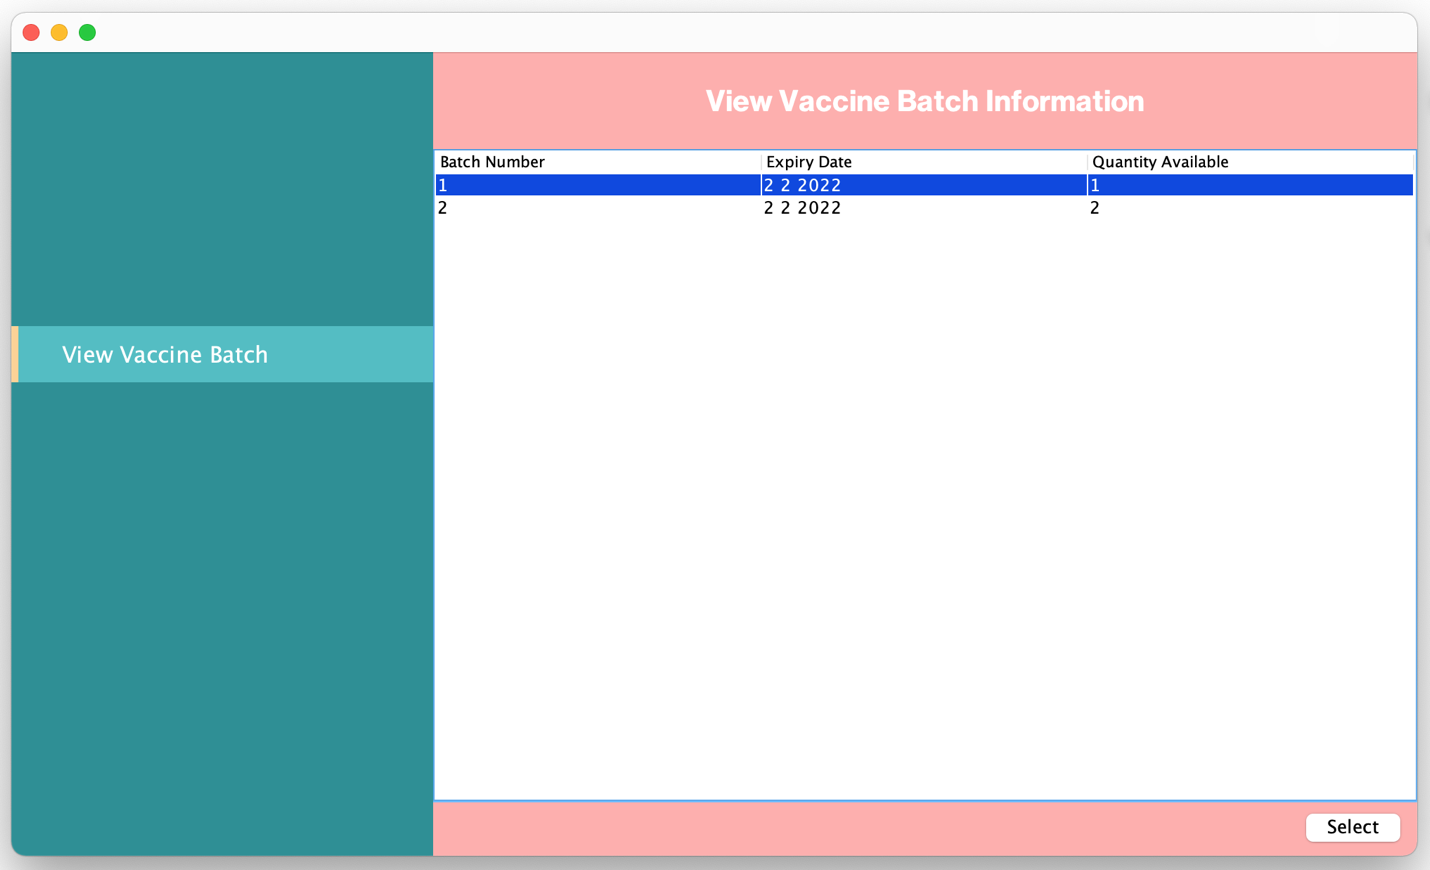 View Vaccine Batch Information
Batch Number Expiry Date Quantity Available
1 2 2 2022 1
2 2 2 2022 2
View Vaccine Batch
Select